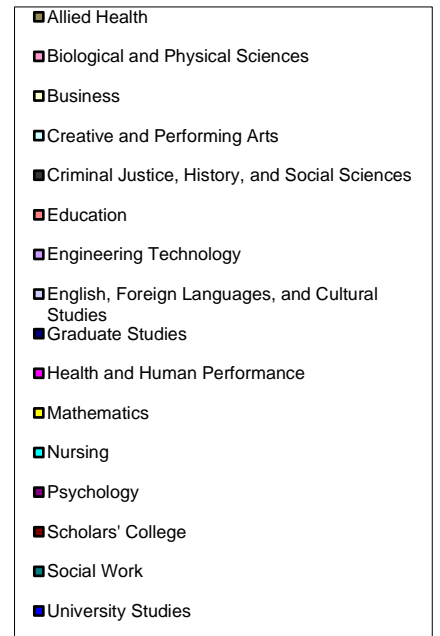 Allied Health
Biological and Physical Sciences
Business
Creative and Performing Arts
Criminal Justice, History, and Social Sciences
Education
Engineering Technology
English, Foreign Languages, and Cultural
Studies
Graduate Studies
Health and Human Performance
Mathematics
Nursing
Psychology
Scholars' College
Social Work
University Studies